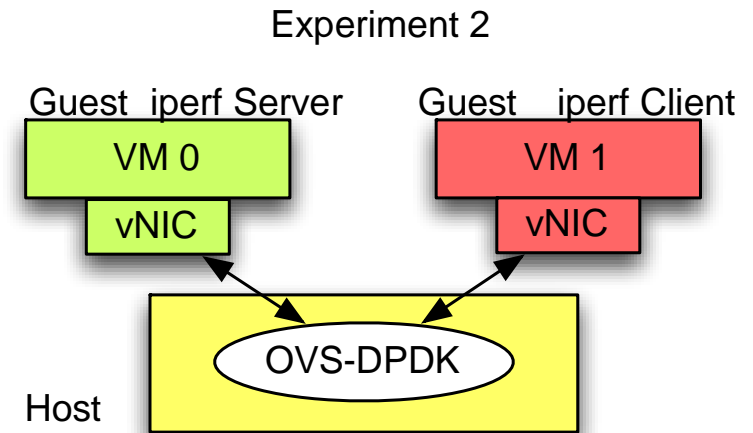 Experiment 2
Guest iperf Server
Guest iperf Client
VM 0
VM 1
vNIC
vNIC
OVS-DPDK
Host